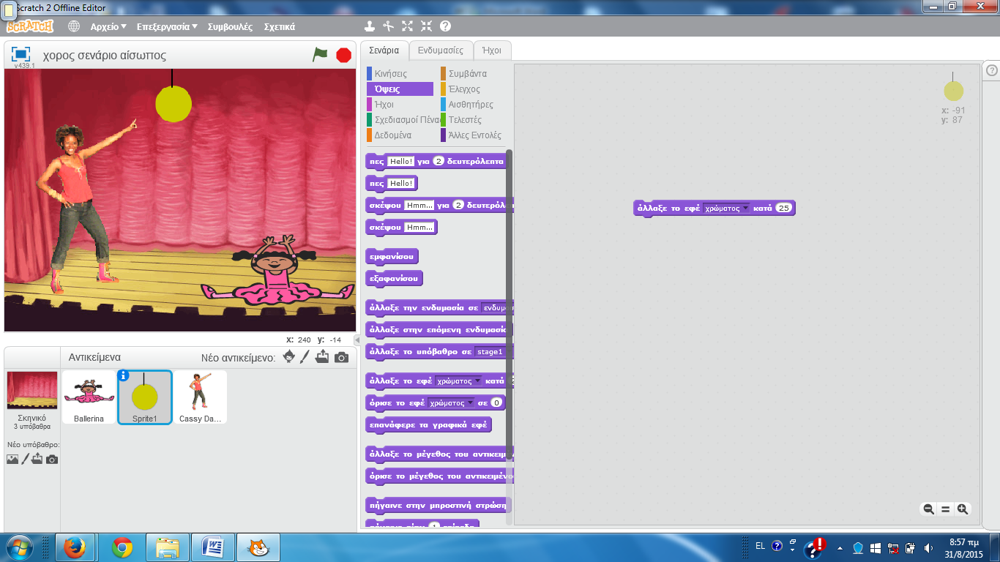 Scratch 2 Offline Editor
SCRATCH Αρχείο Επεξεργασία Συμβουλές Σχετικά
χορος σενάριο αίσωπος
v439.1
x: 240 y: -14
Αντικείμενα Νέο αντικείμενο:
Σκηνικό
3 υπόβαθρα
Νέο υπόβαθρο:
Ballerina
Sprite1
Cassy Da...
Σενάρια Ενδυμασίες Ήχοι
Κινήσεις Συμβάντα
Όψεις Έλεγχος
Ήχοι Αισθητήρες
Σχεδιασμοί Πένας Τελεστές
Δεδομένα Άλλες Εντολές
πες Hello! για 2 δευτερόλεπτα
πες Hello!
σκέψου Hmm... για 2 δευτερόλ
σκέψου Hmm...
εμφανίσου
εξαφανίσου
άλλαξε την ενδυμασία σε ενδυμ
άλλαξε στην επόμενη ενδυμασία
άλλαξε το υπόβαθρο σε stage1
άλλαξε το εφέ χρώματος κατά
όρισε το εφέ χρώματος σε 0
επανάφερε τα γραφικά εφέ
άλλαξε το μέγεθος του αντικειμ
όρισε το μέγεθος του αντικειμένο
πήγαινε στην μπροστινή στρώση
άλλαξε το εφέ χρώματος κατά 25
x: -91
y: 87
EL
8:57 πμ
31/8/2015